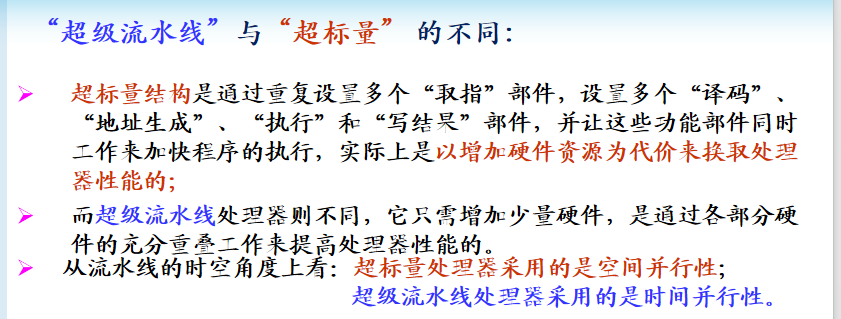 “超级流水线”与“超标量” 的不同：
➢ 超标量结构是通过重复设置多个“取指”部件，设置多个“译码”、
“地址生成”、“执行”和“写结果”部件，并让这些功能部件同时
工作来加快程序的执行，实际上是以增加硬件资源为代价来换取处理
器性能的；
➢ 而超级流水线处理器则不同，它只需增加少量硬件，是通过各部分硬
件的充分重叠工作来提高处理器性能的。
➢ 从流水线的时空角度上看：超标量处理器采用的是空间并行性；
超级流水线处理器采用的是时间并行性。